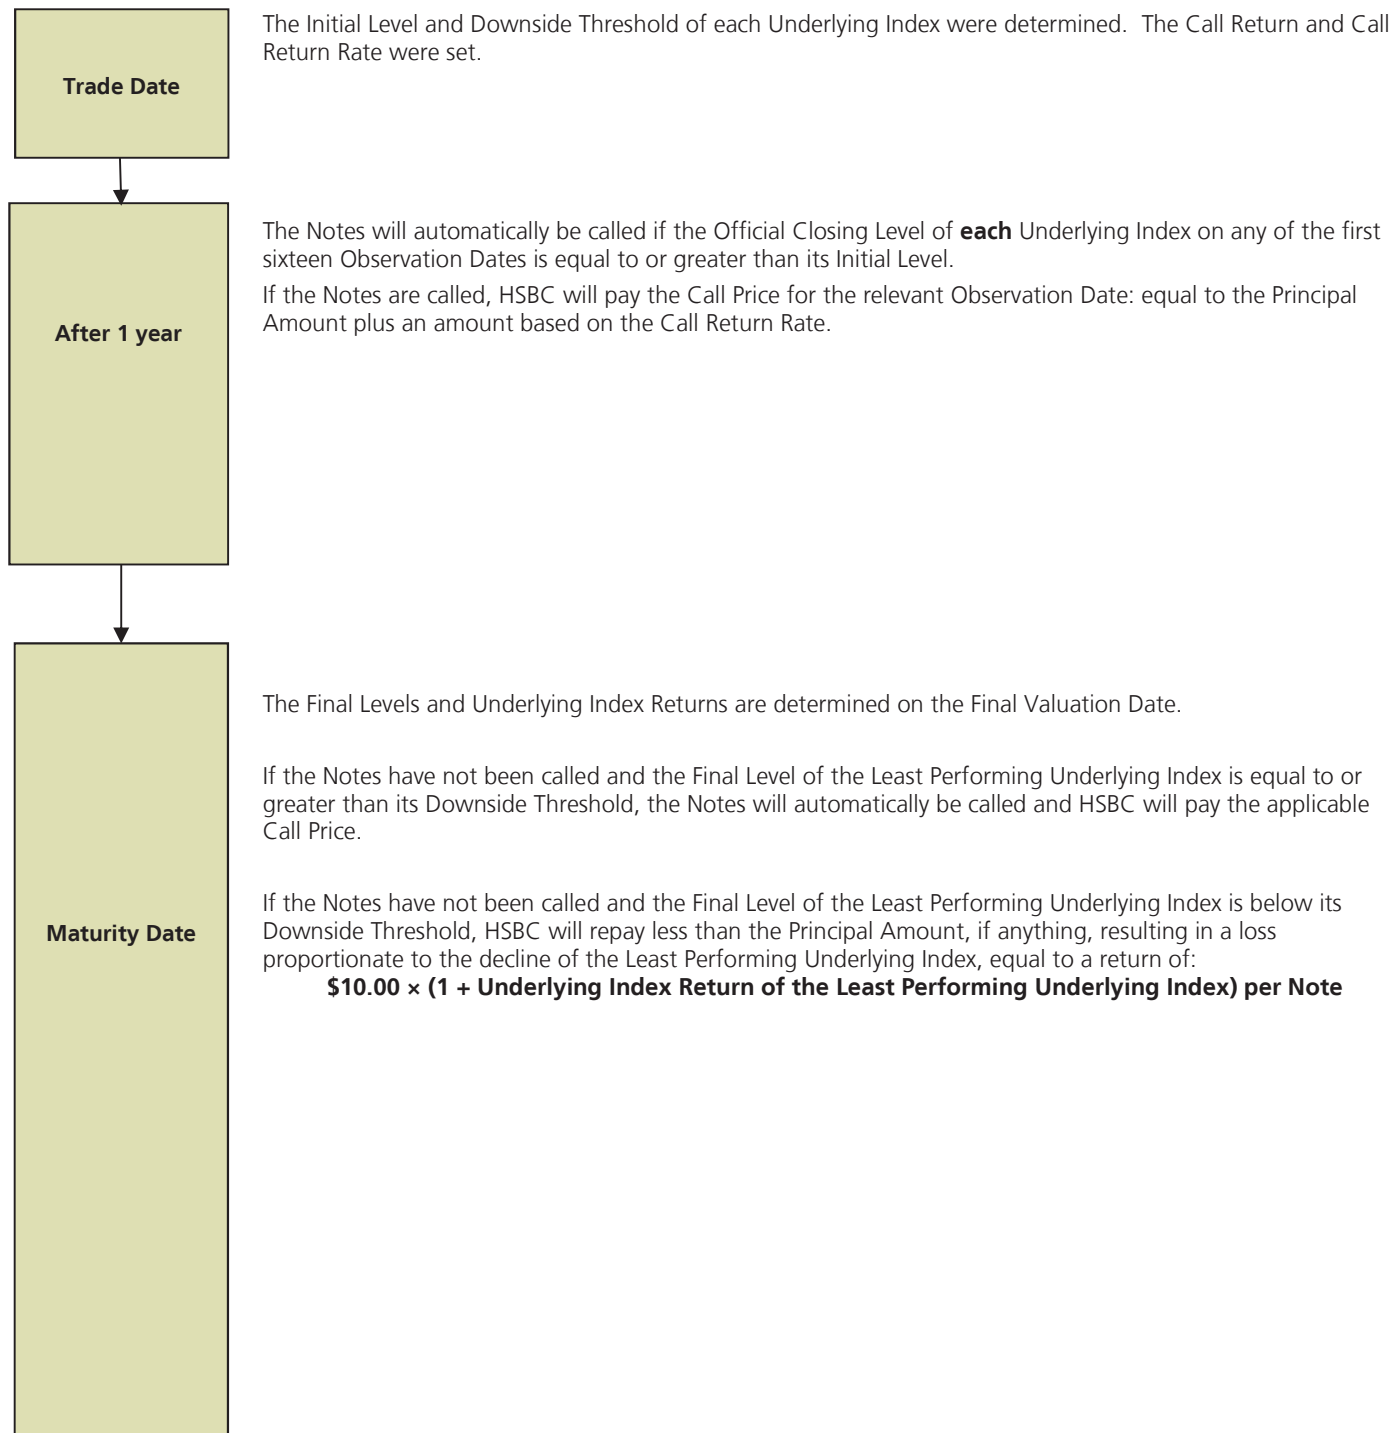 Trade Date
The Initial Level and Downside Threshold of each Underlying Index were determined.  The Call Return and Call
Return Rate were set.
After 1 year
The Notes will automatically be called if the Official Closing Level of each Underlying Index on any of the first
sixteen Observation Dates is equal to or greater than its Initial Level.
If the Notes are called, HSBC will pay the Call Price for the relevant Observation Date: equal to the Principal
Amount plus an amount based on the Call Return Rate.
Maturity Date
The Final Levels and Underlying Index Returns are determined on the Final Valuation Date.
If the Notes have not been called and the Final Level of the Least Performing Underlying Index is equal to or
greater than its Downside Threshold, the Notes will automatically be called and HSBC will pay the applicable
Call Price.
If the Notes have not been called and the Final Level of the Least Performing Underlying Index is below its
Downside Threshold, HSBC will repay less than the Principal Amount, if anything, resulting in a loss
proportionate to the decline of the Least Performing Underlying Index, equal to a return of:
$10.00 × (1 + Underlying Index Return of the Least Performing Underlying Index) per Note